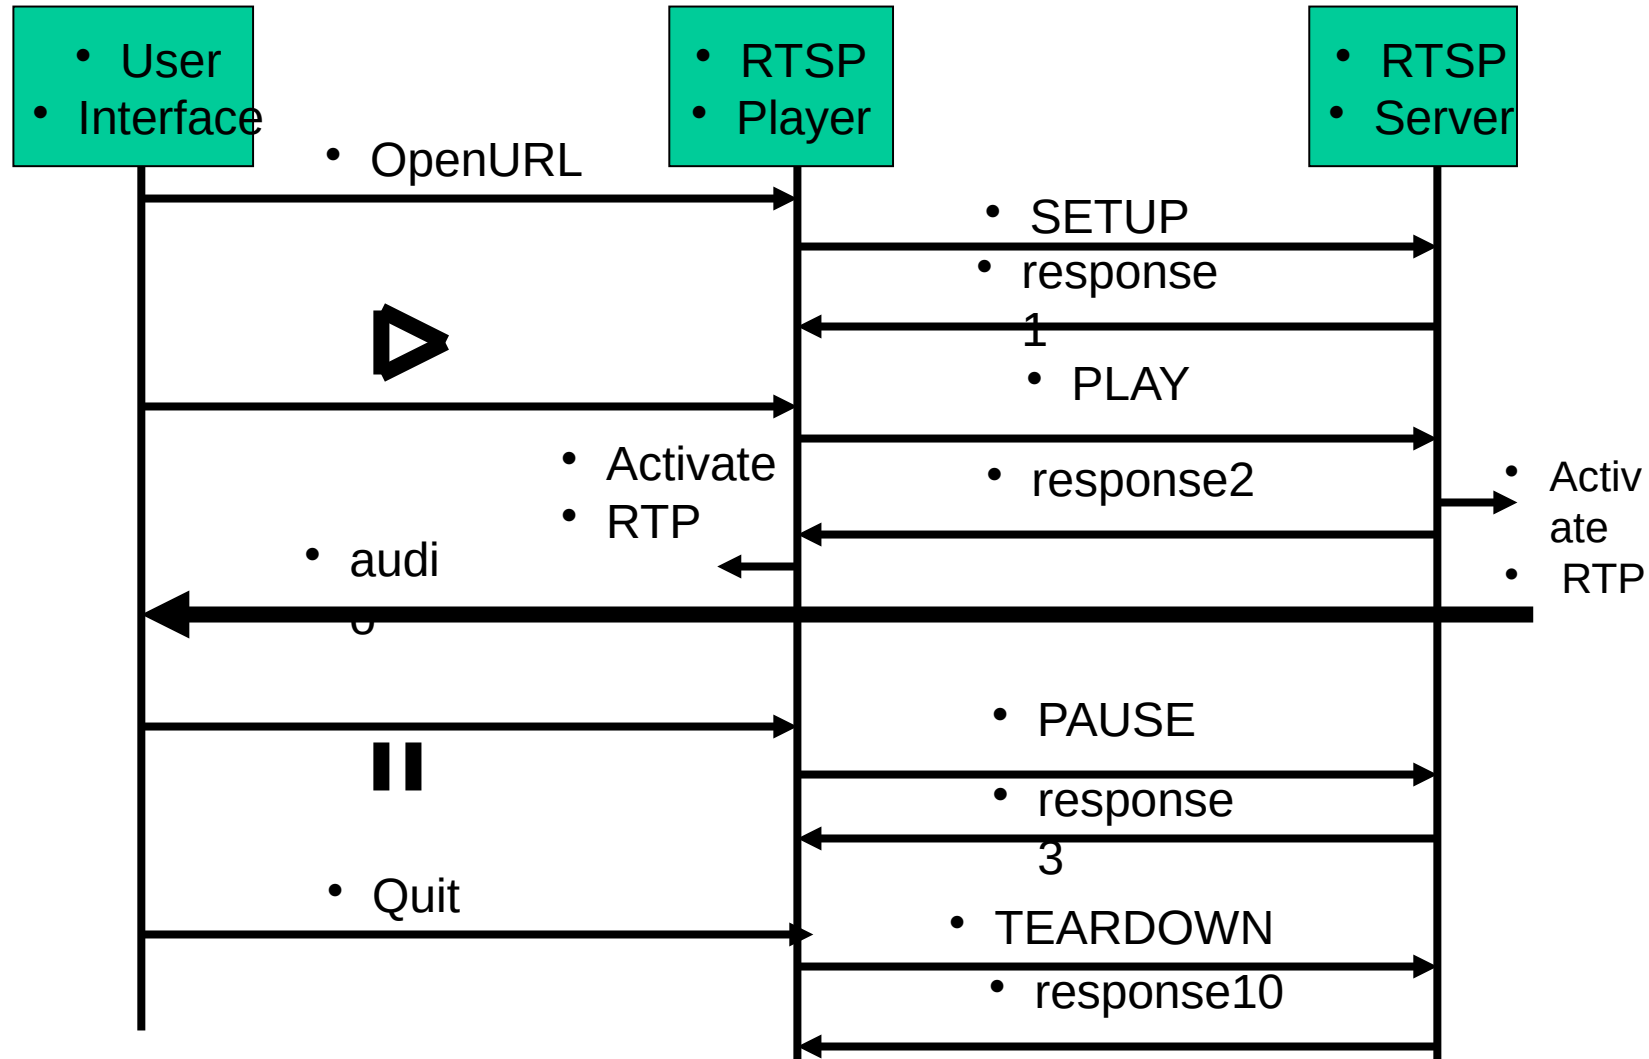 • User
• Interface
• RTSP
• Player
• RTSP
• Server
• OpenURL
• SETUP
• response
1
• PLAY
• Activate
• RTP
• response2
• Activ
ate
• RTP
• audi
o
• PAUSE
• response
3
• Quit
• TEARDOWN
• response10